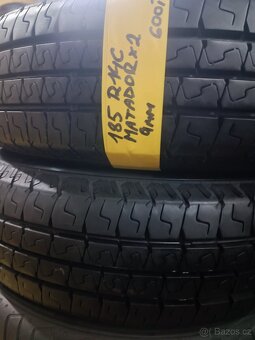 185 R14C
MATADOR x2
9mm
600,-
Bazos.cz